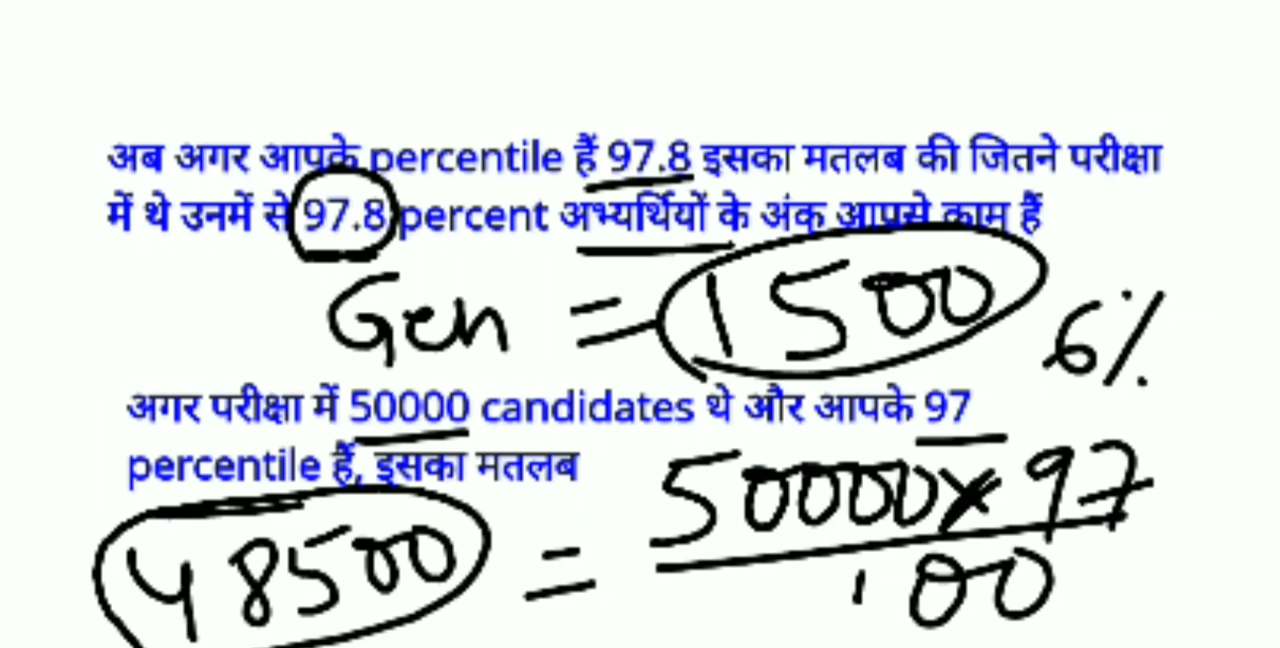 अब अगर आपके percentile हैं 97.8 इसका मतलब की जितने परीक्षा
में थे उनमें से 97.8 percent अभ्यर्थियों के अंक आपसे काम हैं
Gen = 1500 6%
अगर परीक्षा में 50000 candidates थे और आपके 97
percentile हैं, इसका मतलब
48500 = 50000×97
100